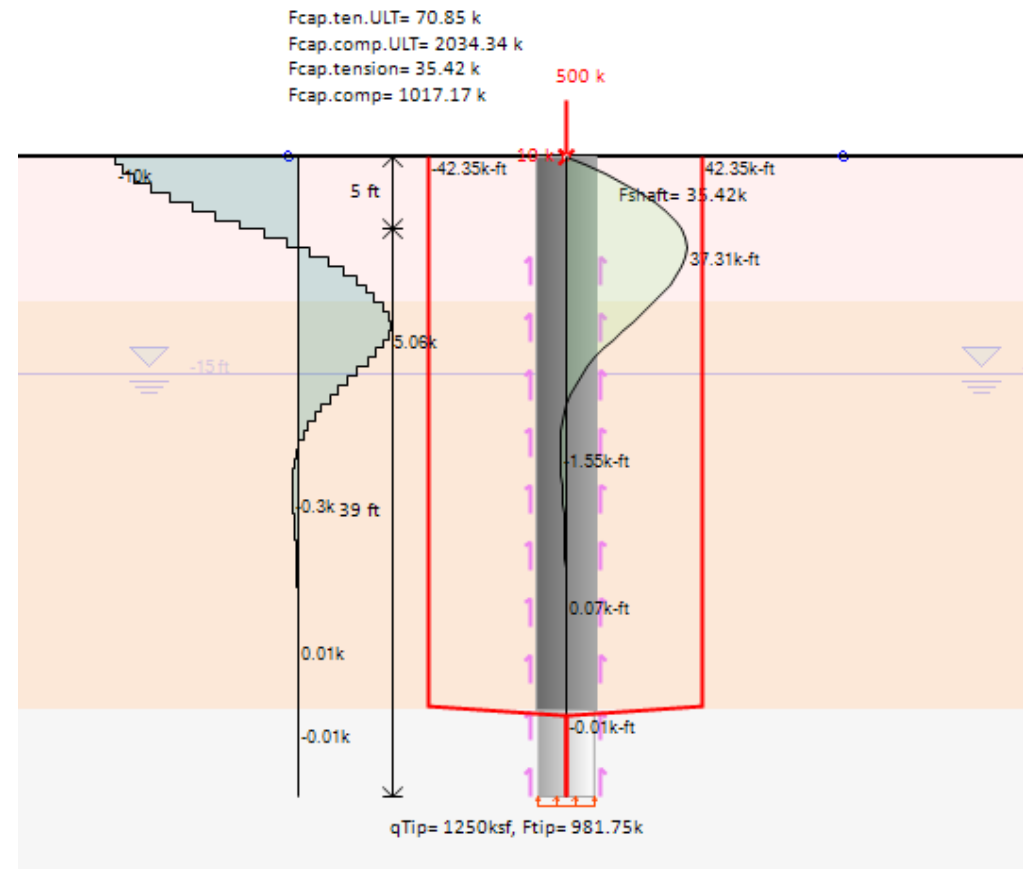 Fcap.ten.ULT= 70.85 k
Fcap.comp.ULT= 2034.34 k
Fcap.tension= 35.42 k
Fcap.comp= 1017.17 k
500 k
10 k
-10k
5 ft
-42.35k-ft
42.35k-ft
Fshaft= 35.42k
37.31k-ft
5.06k
-15 ft
-1.55k-ft
-0.3k
39 ft
0.07k-ft
0.01k
-0.01k-ft
-0.01k
qTip= 1250ksf, Ftip= 981.75k